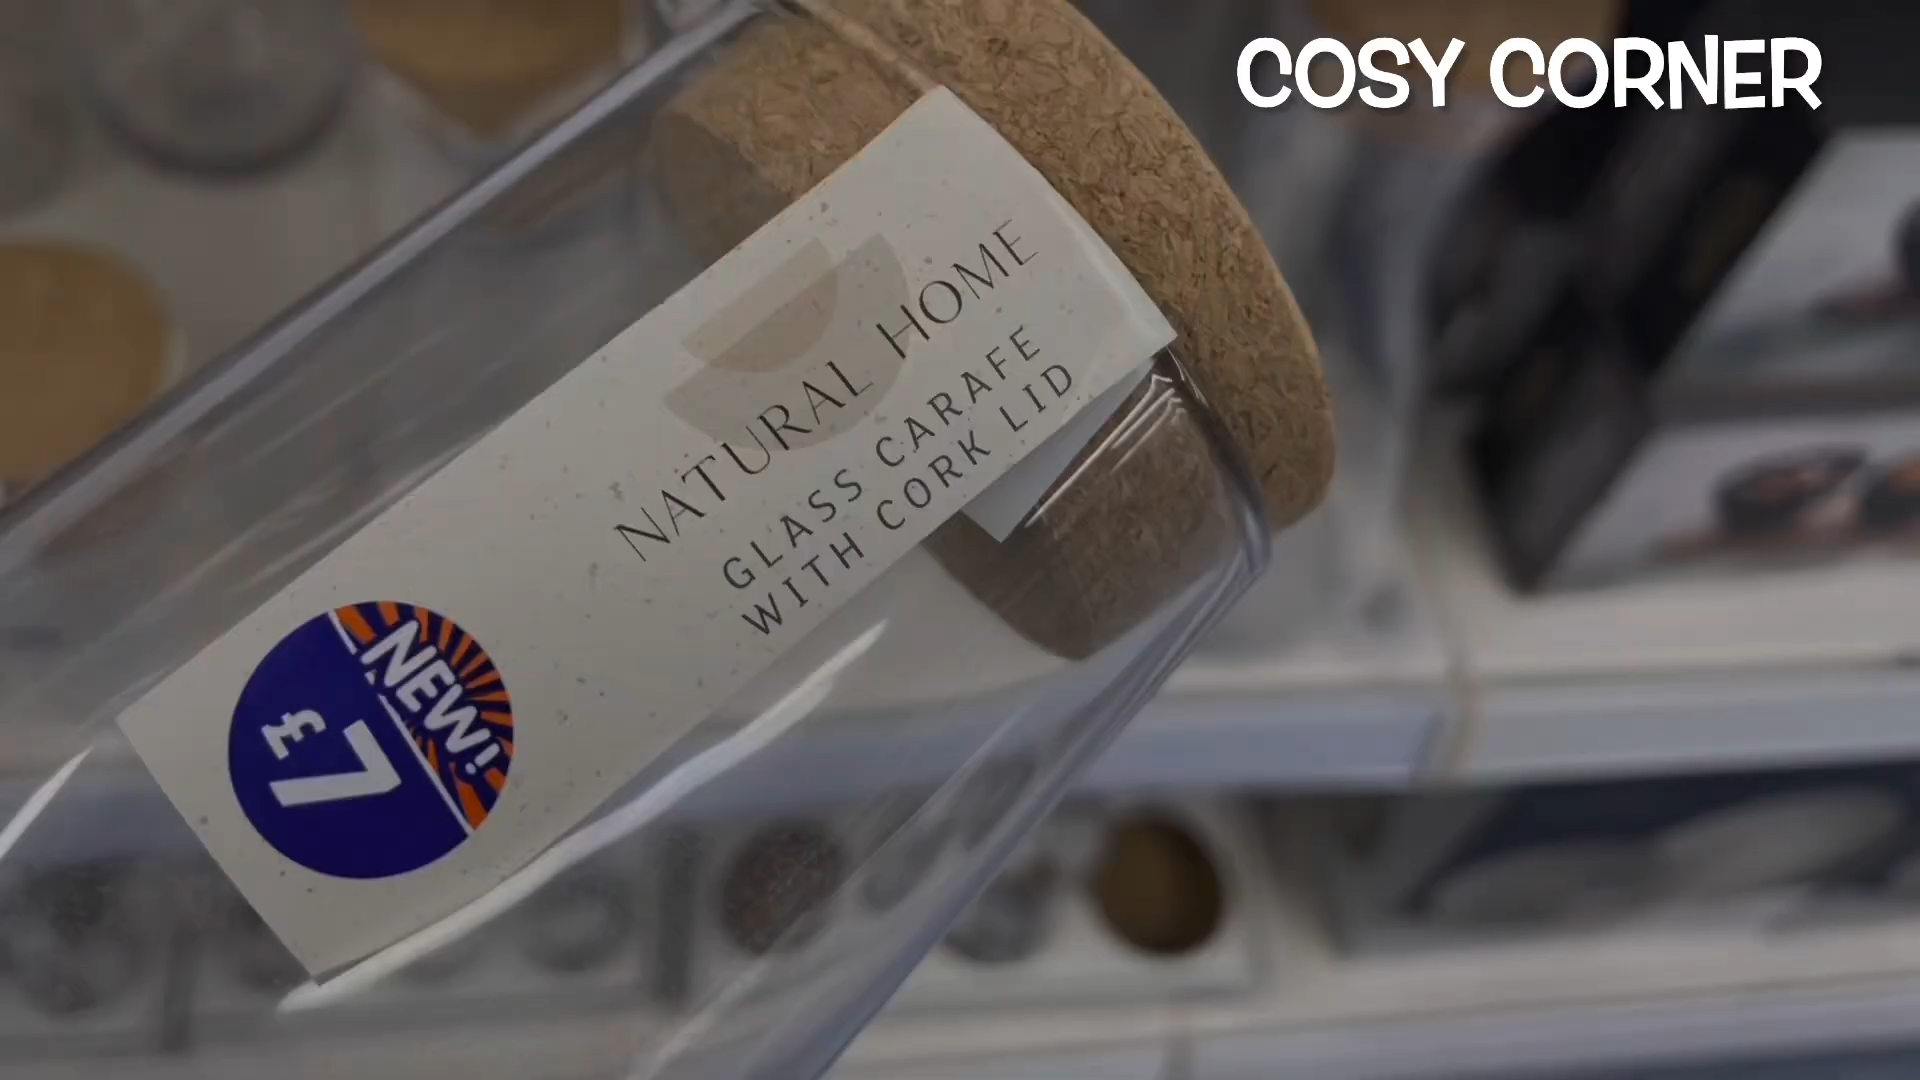 COSY CORNER
NATURAL HOME
GLASS CARAFE
WITH CORK LID
NEW!
£7